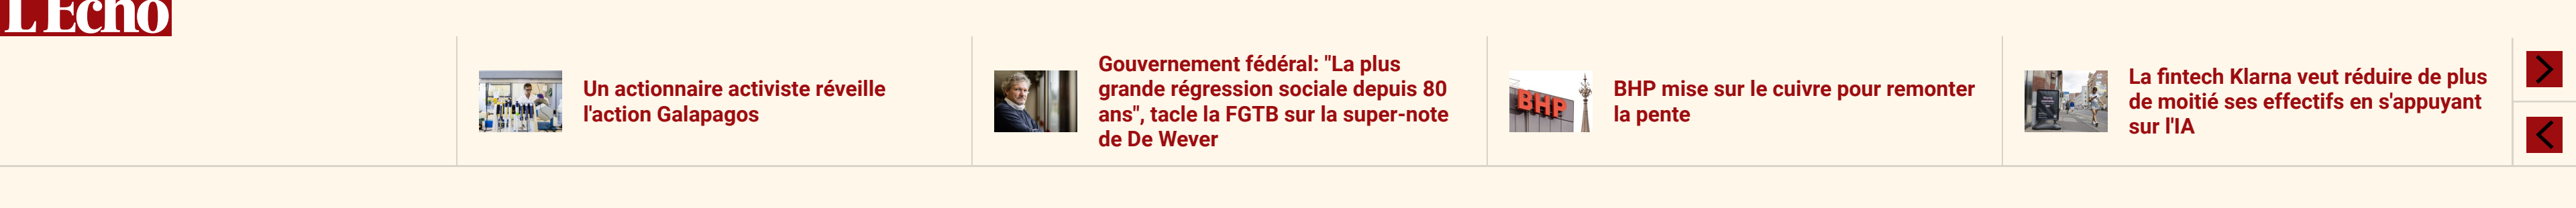 L'Echo
Un actionnaire activiste réveille
l'action Galapagos
Gouvernement fédéral: "La plus
grande régression sociale depuis 80
ans", tacle la FGTB sur la super-note
de De Wever
BHP
BHP mise sur le cuivre pour remonter
la pente
La fintech Klarna veut réduire de plus
de moitié ses effectifs en s'appuyant
sur l'IA